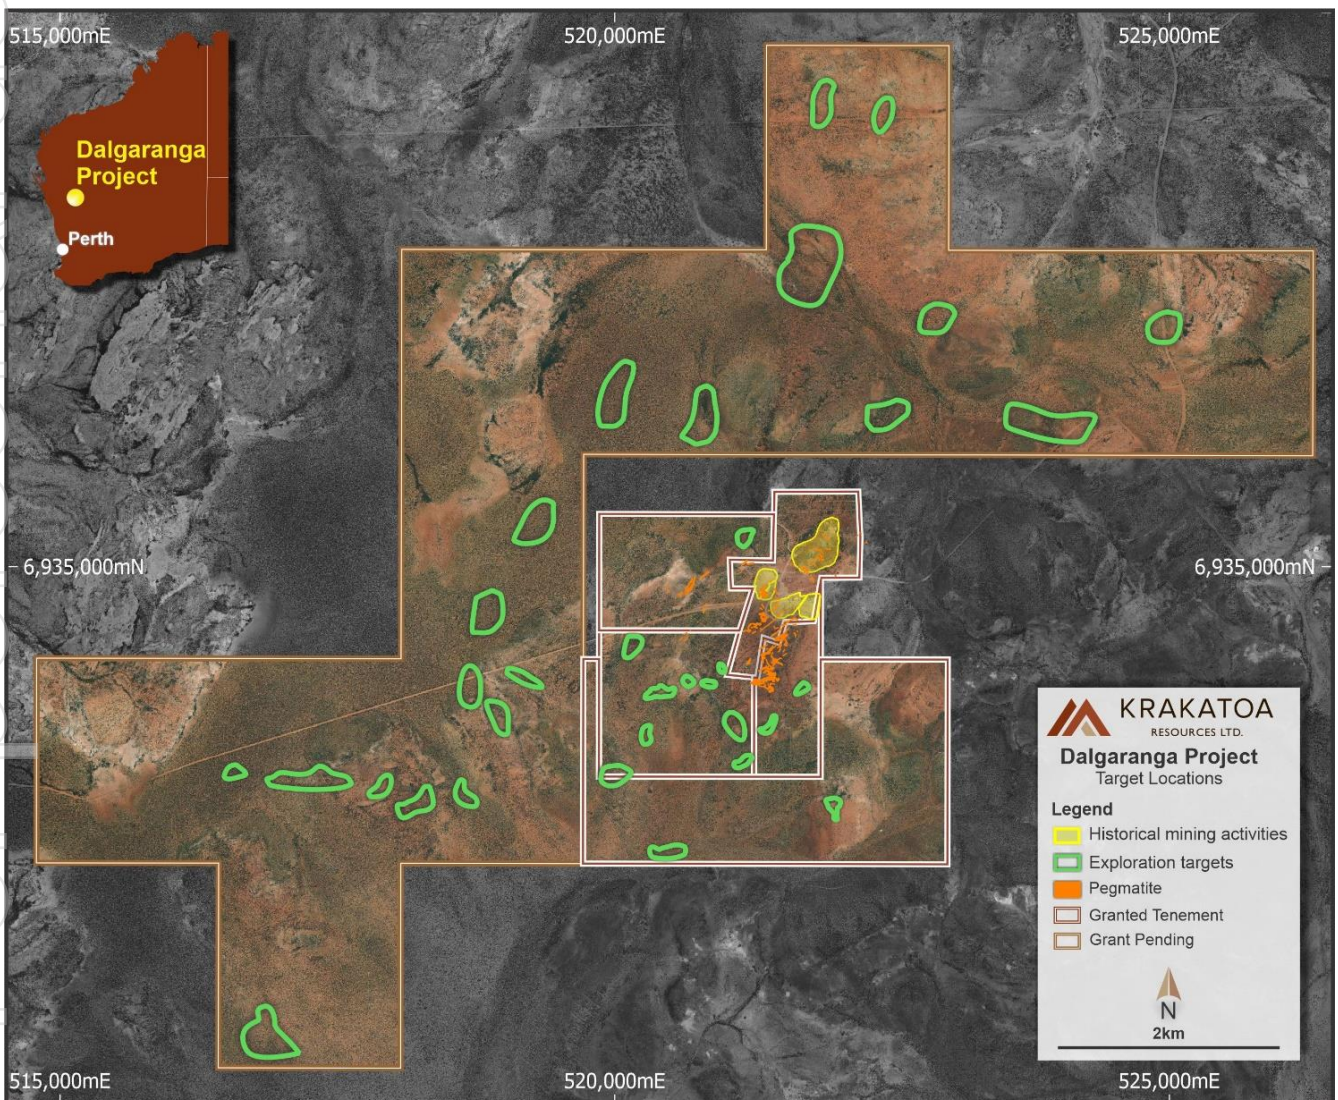 515,000mE
520,000mE
525,000mE
Dalgaranga
Project
Perth
6,935,000mN
6,935,000mN
KRAKATOA
RESOURCES LTD.
Dalgaranga Project
Target Locations
Legend
Historical mining activities
Exploration targets
Pegmatite
Granted Tenement
Grant Pending
N
2km
515,000mE
520,000mE
525,000mE